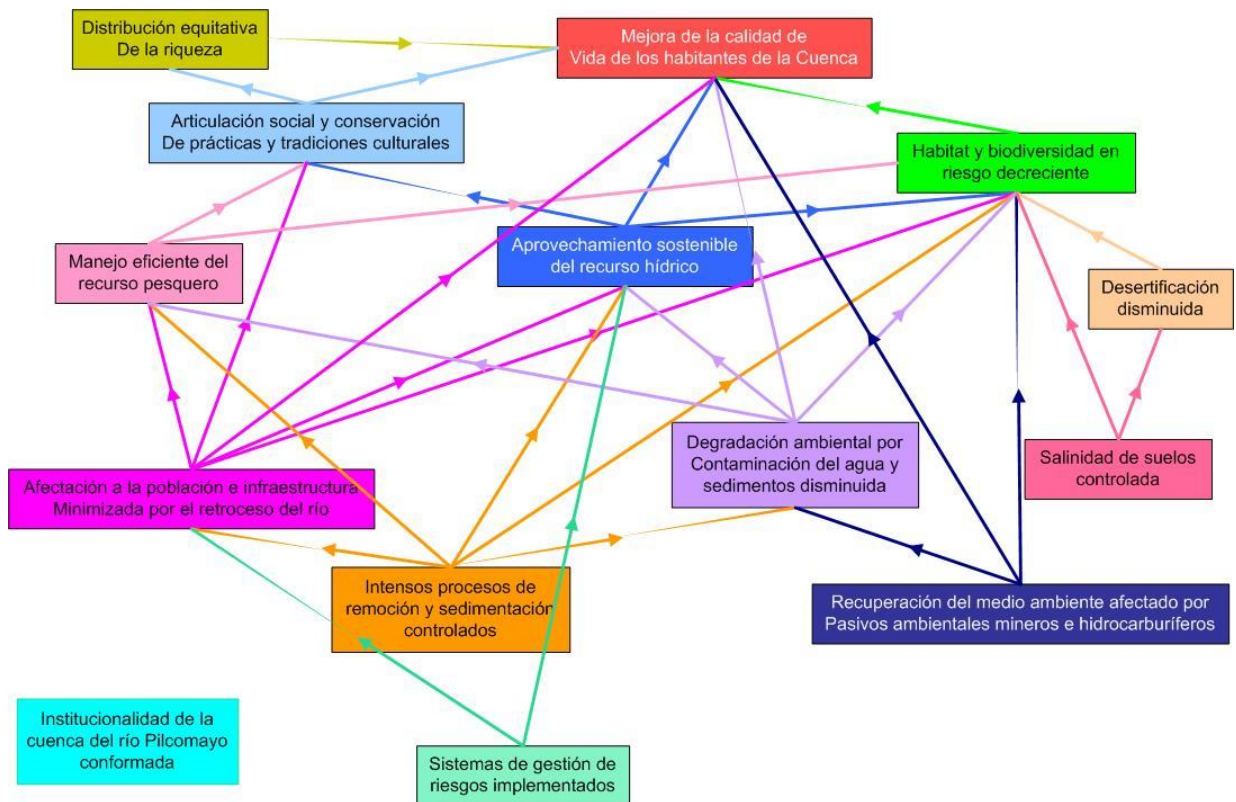 Distribución equitativa
De la riqueza
Mejora de la calidad de
Vida de los habitantes de la Cuenca
Articulación social y conservación
De prácticas y tradiciones culturales
Habitat y biodiversidad en
riesgo decreciente
Manejo eficiente del
recurso pesquero
Aprovechamiento sostenible
del recurso hídrico
Desertificación
disminuida
Degradación ambiental por
Contaminación del agua y
sedimentos disminuida
Salinidad de suelos
controlada
Afectación a la población e infraestructura
Minimizada por el retroceso del río
Intensos procesos de
remoción y sedimentación
controlados
Recuperación del medio ambiente afectado por
Pasivos ambientales mineros e hidrocarburíferos
Institucionalidad de la
cuenca del río Pilcomayo
conformada
Sistemas de gestión de
riesgos implementados